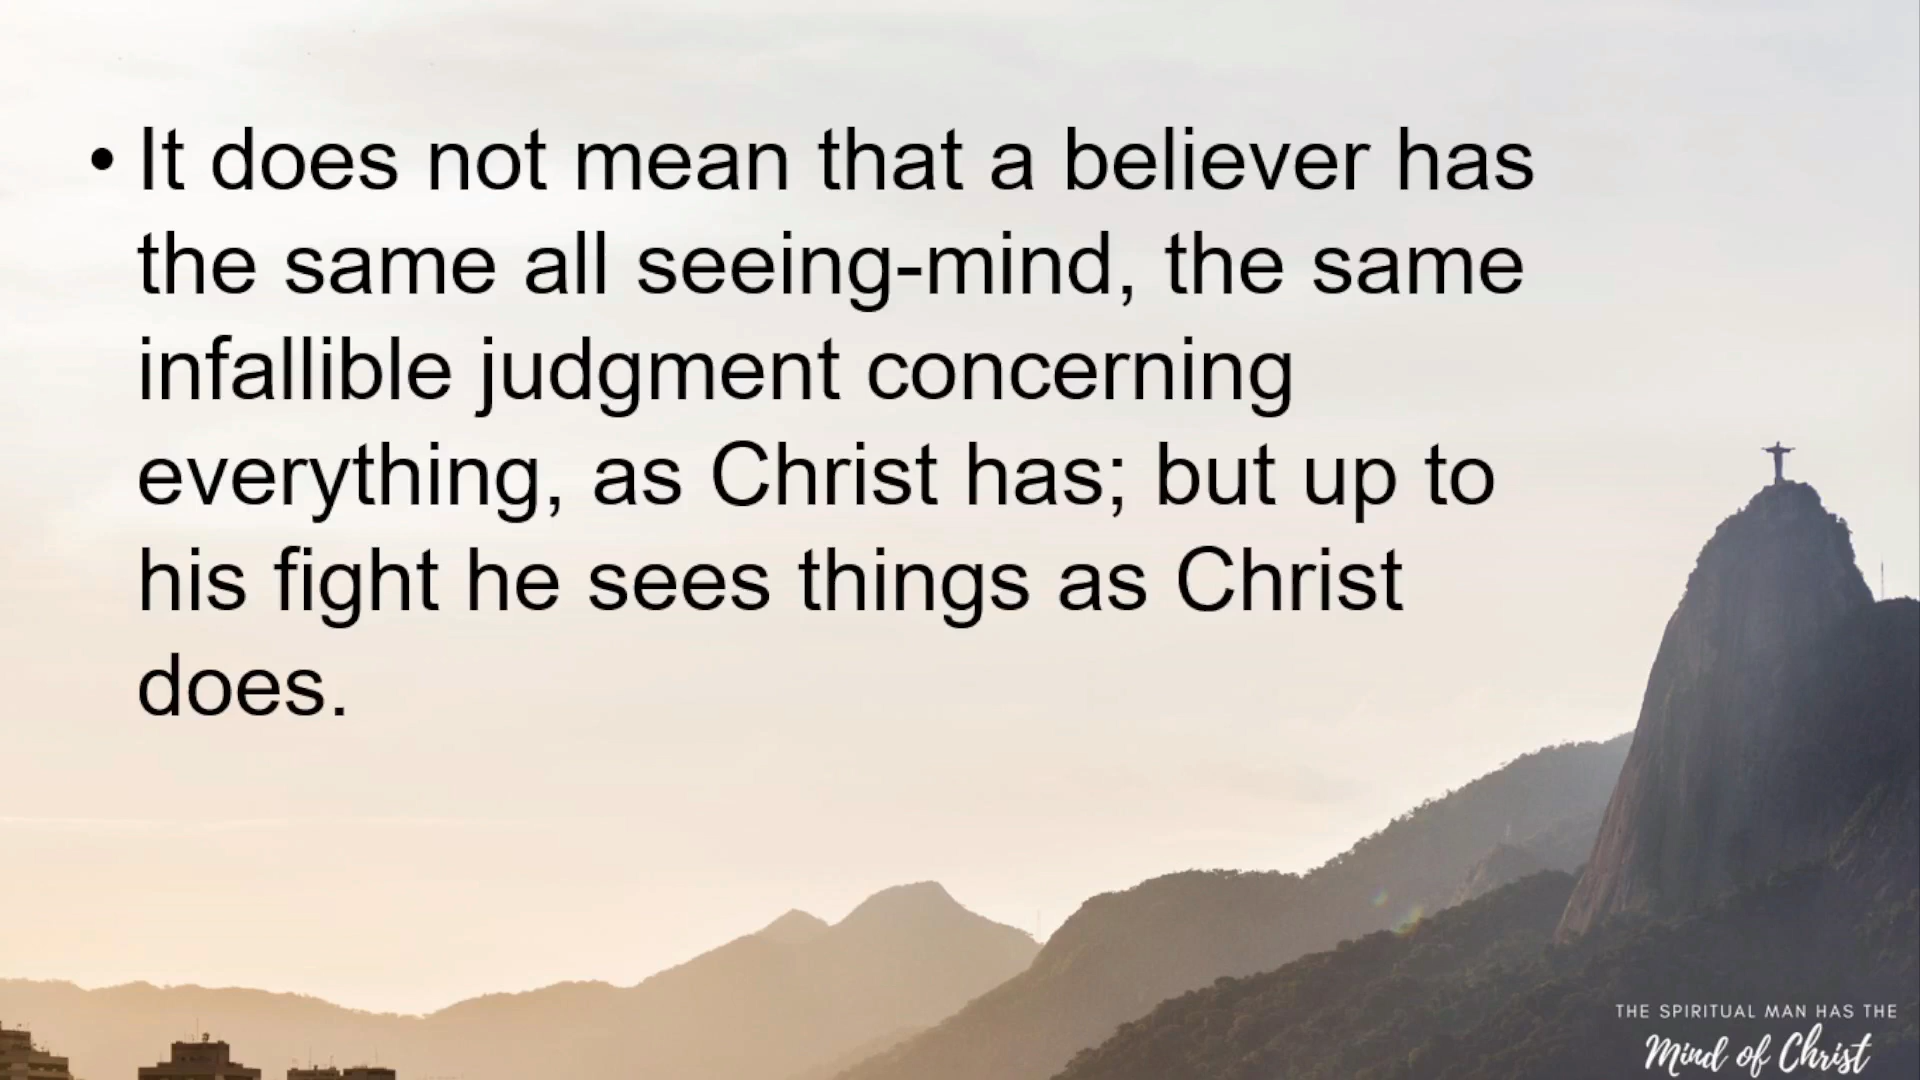 • It does not mean that a believer has
the same all seeing-mind, the same
infallible judgment concerning
everything, as Christ has; but up to
his fight he sees things as Christ
does.
THE SPIRITUAL MAN HAS THE
Mind of Christ